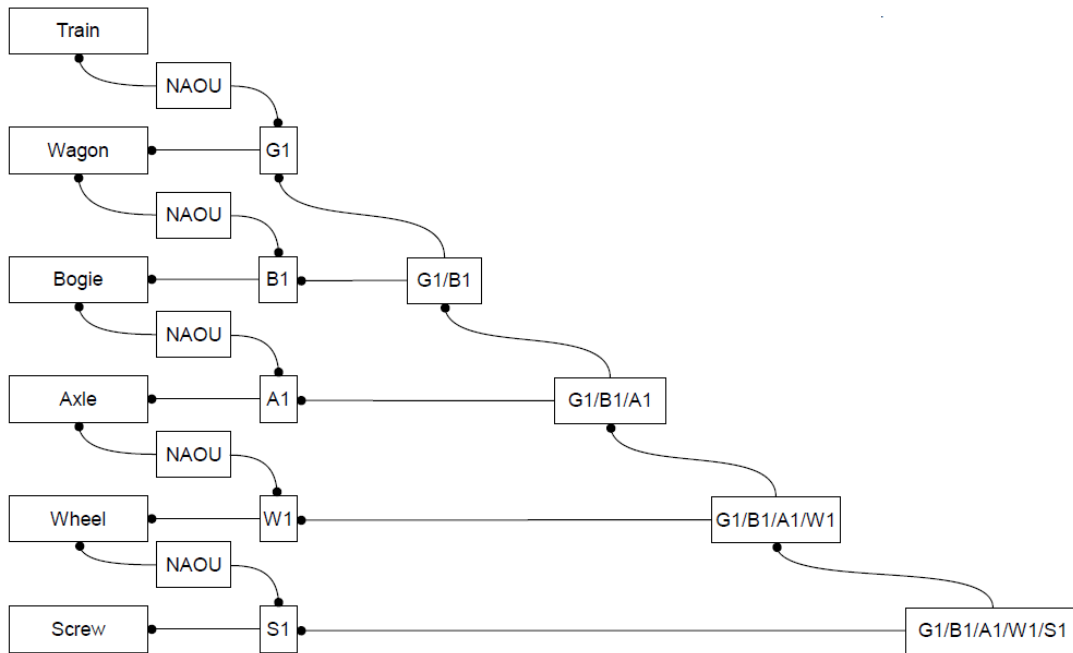 Train
NAOU
Wagon
G1
NAOU
Bogie
B1
G1/B1
NAOU
Axle
A1
G1/B1/A1
NAOU
Wheel
W1
G1/B1/A1/W1
NAOU
Screw
S1
G1/B1/A1/W1/S1